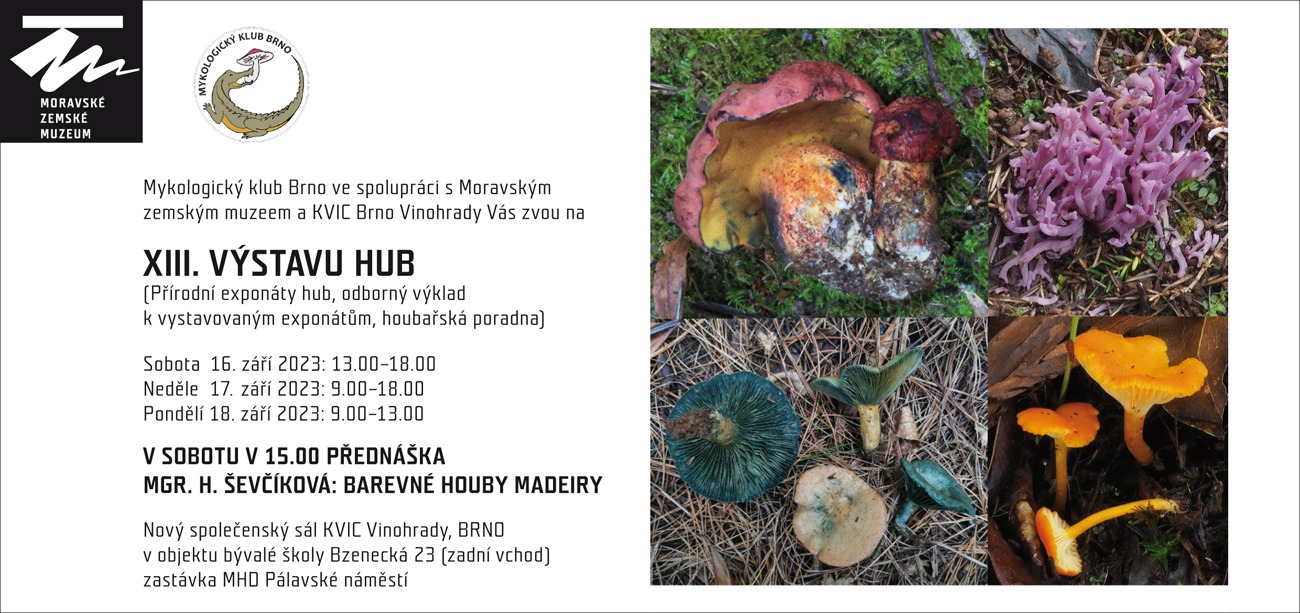 MORAVSKÉ
ZEMSKÉ
MUZEUM
MYKOLOGICKÝ KLUB BRNO
Mykologický klub Brno ve spolupráci s Moravským
zemským muzeem a KVIC Brno Vinohrady Vás zvou na
XIII. VÝSTAVU HUB
(Přírodní exponáty hub, odborný výklad
k vystavovaným exponátům, houbařská poradna)
Sobota 16. září 2023: 13.00–18.00
Neděle 17. září 2023: 9.00–18.00
Pondělí 18. září 2023: 9.00–13.00
V SOBOTU V 15.00 PŘEDNÁŠKA
MGR. H. ŠEVČÍKOVÁ: BAREVNÉ HOUBY MADEIRY
Nový společenský sál KVIC Vinohrady, BRNO
v objektu bývalé školy Bzenecká 23 (zadní vchod)
zastávka MHD Pálavské náměstí